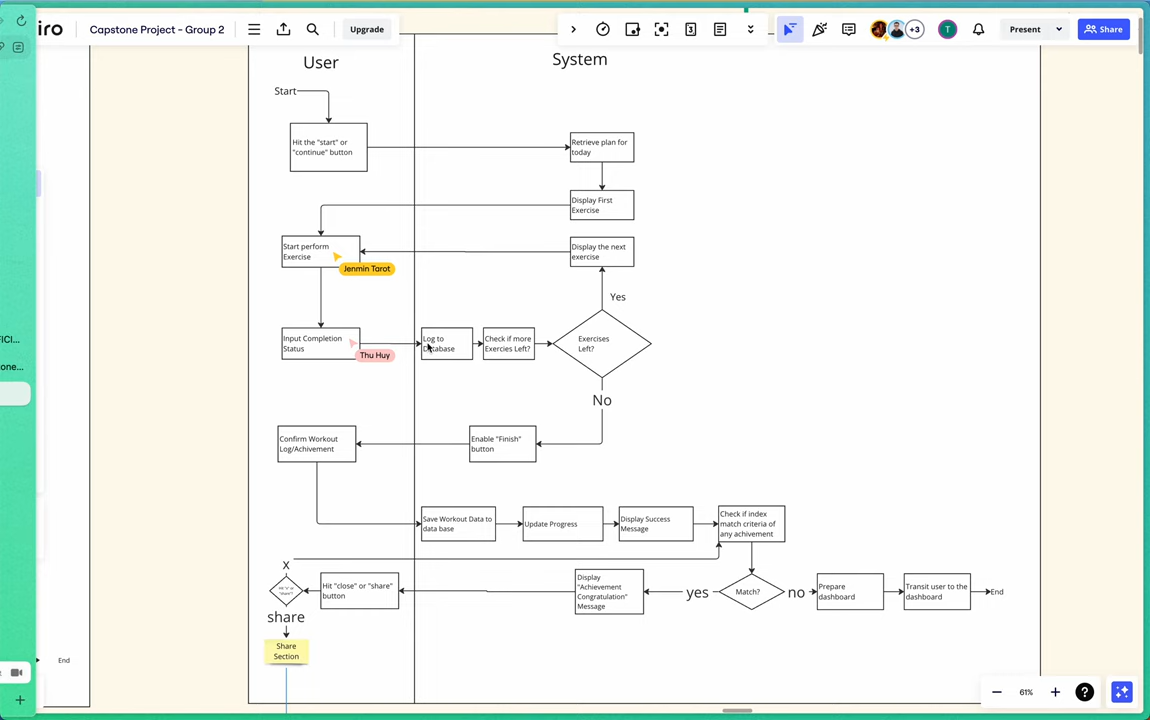 iro
Capstone Project - Group 2
Upgrade
3
+3
T
Present
Share
User
System
Start
Hit the "start" or
"continue" button
Retrieve plan for
today
Display First
Exercise
Start perform
Exercise
Jenmin Tarot
Display the next
exercise
Yes
Input Completion
Status
Thu Huy
Log to
Database
Check if more
Exercies Left?
Exercises
Left?
No
Confirm Workout
Log/Achivement
Enable "Finish"
button
Save Workout Data to
data base
Update Progress
Display Success
Message
Check if index
match criteria of
any achivement
X
Hit "close" or "share"
button
Display
"Achievement
Congratulation"
Message
yes
Match?
no
Prepare
dashboard
Transit user to the
dashboard
End
share
Share
Section
End
FICI...
one...
61%
?